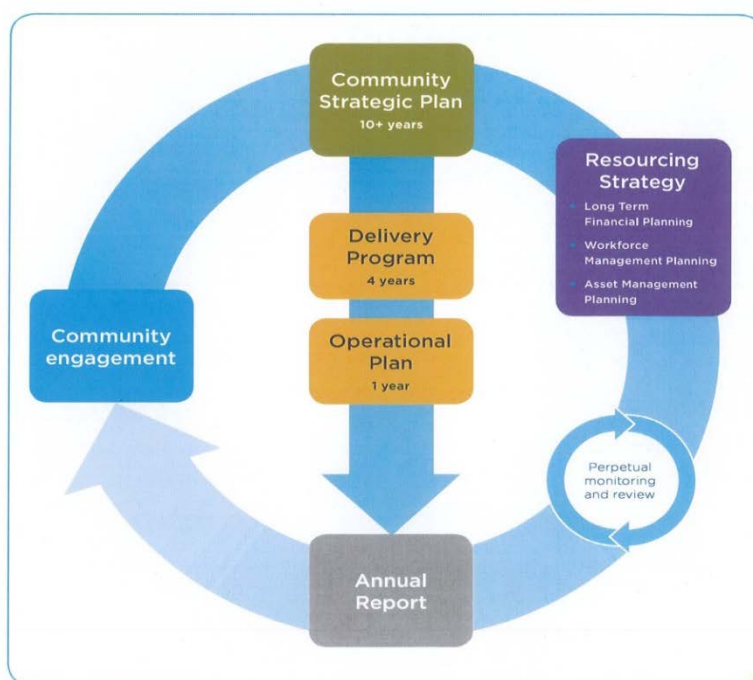 Community
Strategic Plan
10+ years
Resourcing
Strategy
Long Term
Financial Planning
Workforce
Management Planning
Asset Management
Planning
Delivery
Program
4 years
Community
engagement
Operational
Plan
1 year
Perpetual
monitoring
and review
Annual
Report